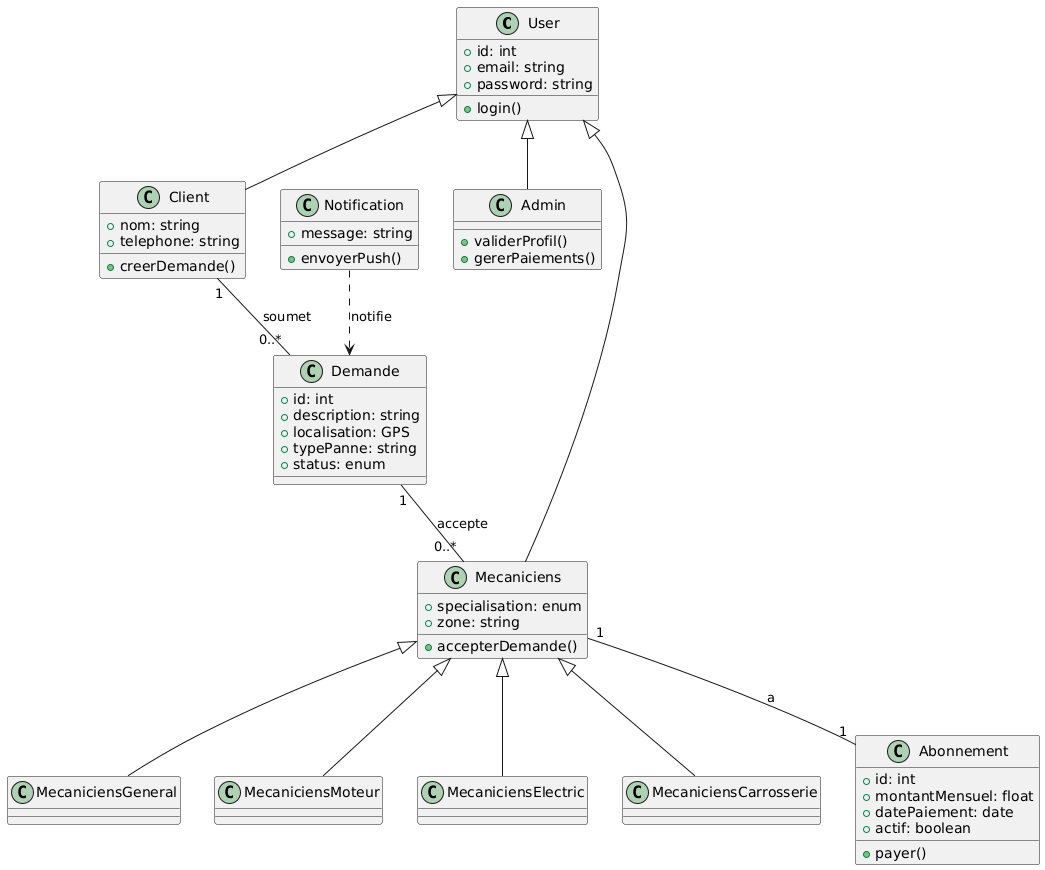 C User
id: int
email: string
password: string
login()
C Client
nom: string
telephone: string
creerDemande()
C Notification
message: string
envoyerPush()
C Admin
validerProfil()
gererPaiements()
1
soumet
0..*
notifie
C Demande
id: int
description: string
localisation: GPS
typePanne: string
status: enum
1
accepte
0..*
C Mecaniciens
specialisation: enum
zone: string
accepterDemande()
1
a
1
C MecaniciensGeneral
C MecaniciensMoteur
C MecaniciensElectric
C MecaniciensCarrosserie
C Abonnement
id: int
montantMensuel: float
datePaiement: date
actif: boolean
payer()